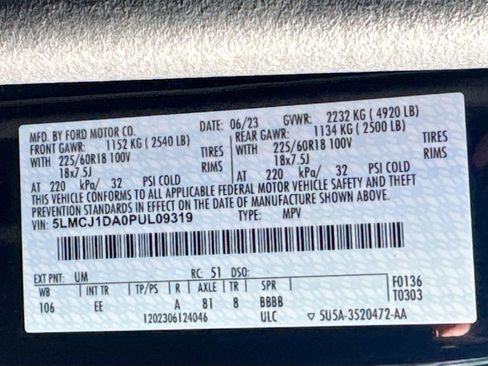 MFD. BY FORD MOTOR CO. DATE: 06/23 GVWR: 2232 KG ( 4920 LB)
FRONT GAWR: 1152 KG ( 2540 LB) REAR GAWR: 1134 KG ( 2500 LB)
WITH 225/60R18 100V TIRES WITH 225/60R18 100V TIRES
18x7.5J RIMS 18x7.5J RIMS
AT 220 kPa/ 32 PSI COLD AT 220 kPa/ 32 PSI COLD
THIS VEHICLE CONFORMS TO ALL APPLICABLE FEDERAL MOTOR VEHICLE SAFETY AND THEFT
PREVENTION STANDARDS IN EFFECT ON THE DATE OF MANUFACTURE SHOWN ABOVE.
VIN: 5LMCJ1DA0PUL09319 TYPE: MPV
EXT PNT: UM RC: 51 DSO: F0136
WB INT TR TP/PS R AXLE TR SPR T0303
106 EE A 81 8 BBBB
1202306124046 ULC ▽ 5U5A-3520472-AA